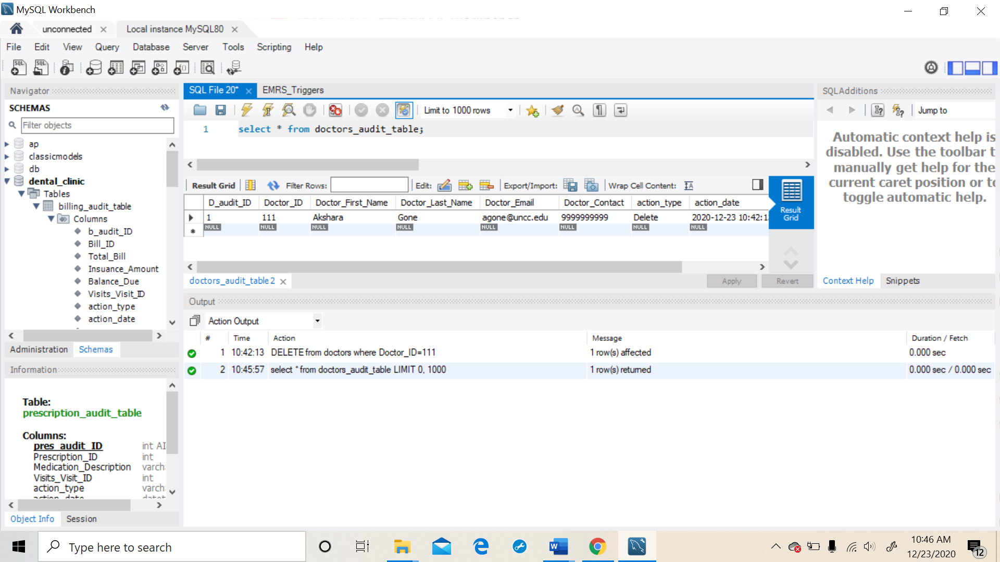 MySQL Workbench
unconnected
Local instance MySQL80
File Edit View Query Database Server Tools Scripting Help
Navigator
SCHEMAS
Filter objects
ap
classicmodels
db
dental_clinic
Tables
billing_audit_table
Columns
b_audit_ID
Bill_ID
Total_Bill
Insuance_Amount
Balance_Due
Visits_Visit_ID
action_type
action_date
Administration Schemas
Information
Table:
prescription_audit_table
Columns:
pres_audit_ID int AI
Prescription_ID int
Medication_Description varch
Visits_Visit_ID int
action_type varch
Object Info Session
SQL File 20* EMRS_Triggers
Limit to 1000 rows
1 select * from doctors_audit_table;
Result Grid Filter Rows: Edit: Export/Import: Wrap Cell Content:
D_audit_ID Doctor_ID Doctor_First_Name Doctor_Last_Name Doctor_Email Doctor_Contact action_type action_date
1 111 Akshara Gone agone@uncc.edu 9999999999 Delete 2020-12-23 10:42:1
NULL NULL NULL NULL NULL NULL NULL NULL
Result
Grid
doctors_audit_table 2
Apply Revert
SQLAdditions
Jump to
Automatic context help is
disabled. Use the toolbar t
manually get help for the
current caret position or to
toggle automatic help.
Context Help Snippets
Output
Action Output
# Time Action Message Duration / Fetch
1 10:42:13 DELETE from doctors where Doctor_ID=111 1 row(s) affected 0.000 sec
2 10:45:57 select * from doctors_audit_table LIMIT 0, 1000 1 row(s) returned 0.000 sec / 0.000 sec
Type here to search
10:46 AM
12/23/2020
12